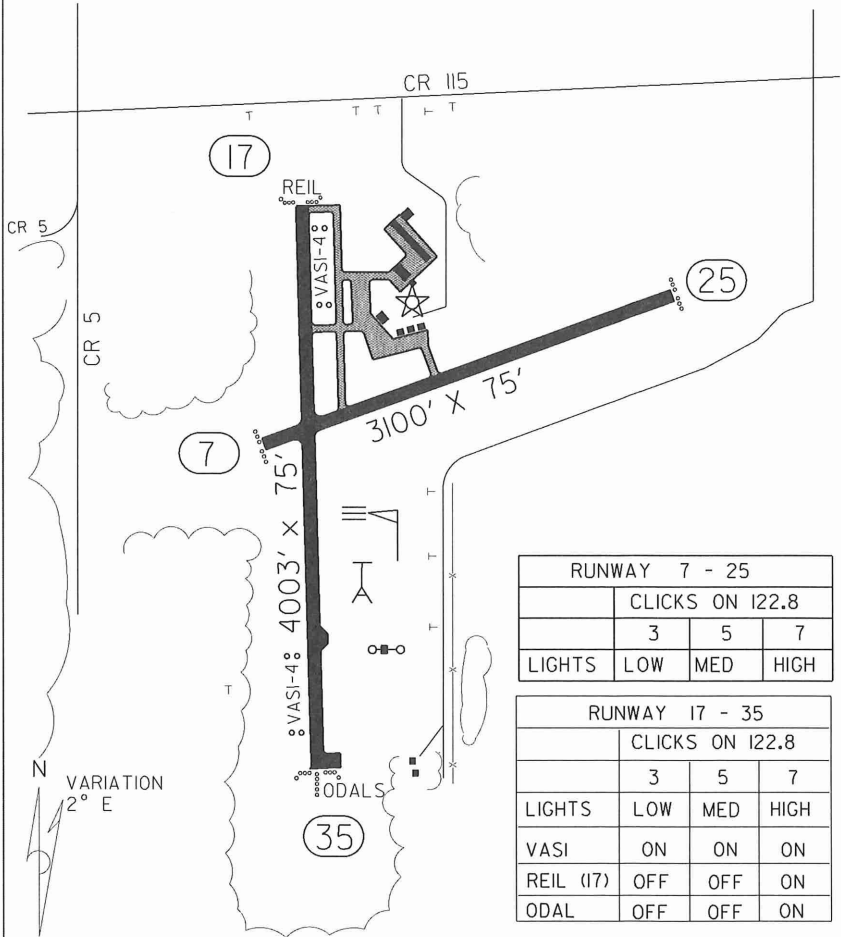 CR 115
17
REIL
CR 5
VASI-4
25
CR 5
3100' X 75'
7
4003' X 75'
VASI-4
N
VARIATION
2° E
ODALS
35
RUNWAY 7 - 25
CLICKS ON 122.8
3 5 7
LIGHTS LOW MED HIGH
RUNWAY 17 - 35
CLICKS ON 122.8
3 5 7
LIGHTS LOW MED HIGH
VASI ON ON ON
REIL (17) OFF OFF ON
ODAL OFF OFF ON